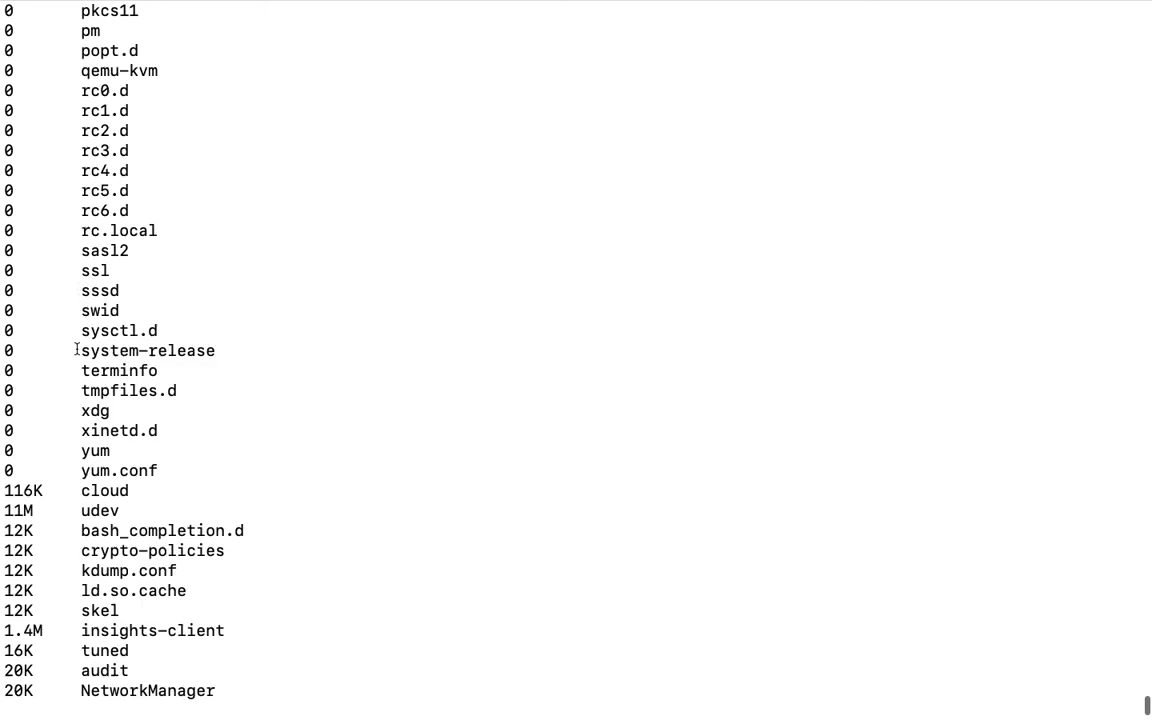 0 pkcs11
0 pm
0 popt.d
0 qemu-kvm
0 rc0.d
0 rc1.d
0 rc2.d
0 rc3.d
0 rc4.d
0 rc5.d
0 rc6.d
0 rc.local
0 sasl2
0 ssl
0 sssd
0 swid
0 sysctl.d
0 system-release
0 terminfo
0 tmpfiles.d
0 xdg
0 xinetd.d
0 yum
0 yum.conf
116K cloud
11M udev
12K bash_completion.d
12K crypto-policies
12K kdump.conf
12K ld.so.cache
12K skel
1.4M insights-client
16K tuned
20K audit
20K NetworkManager